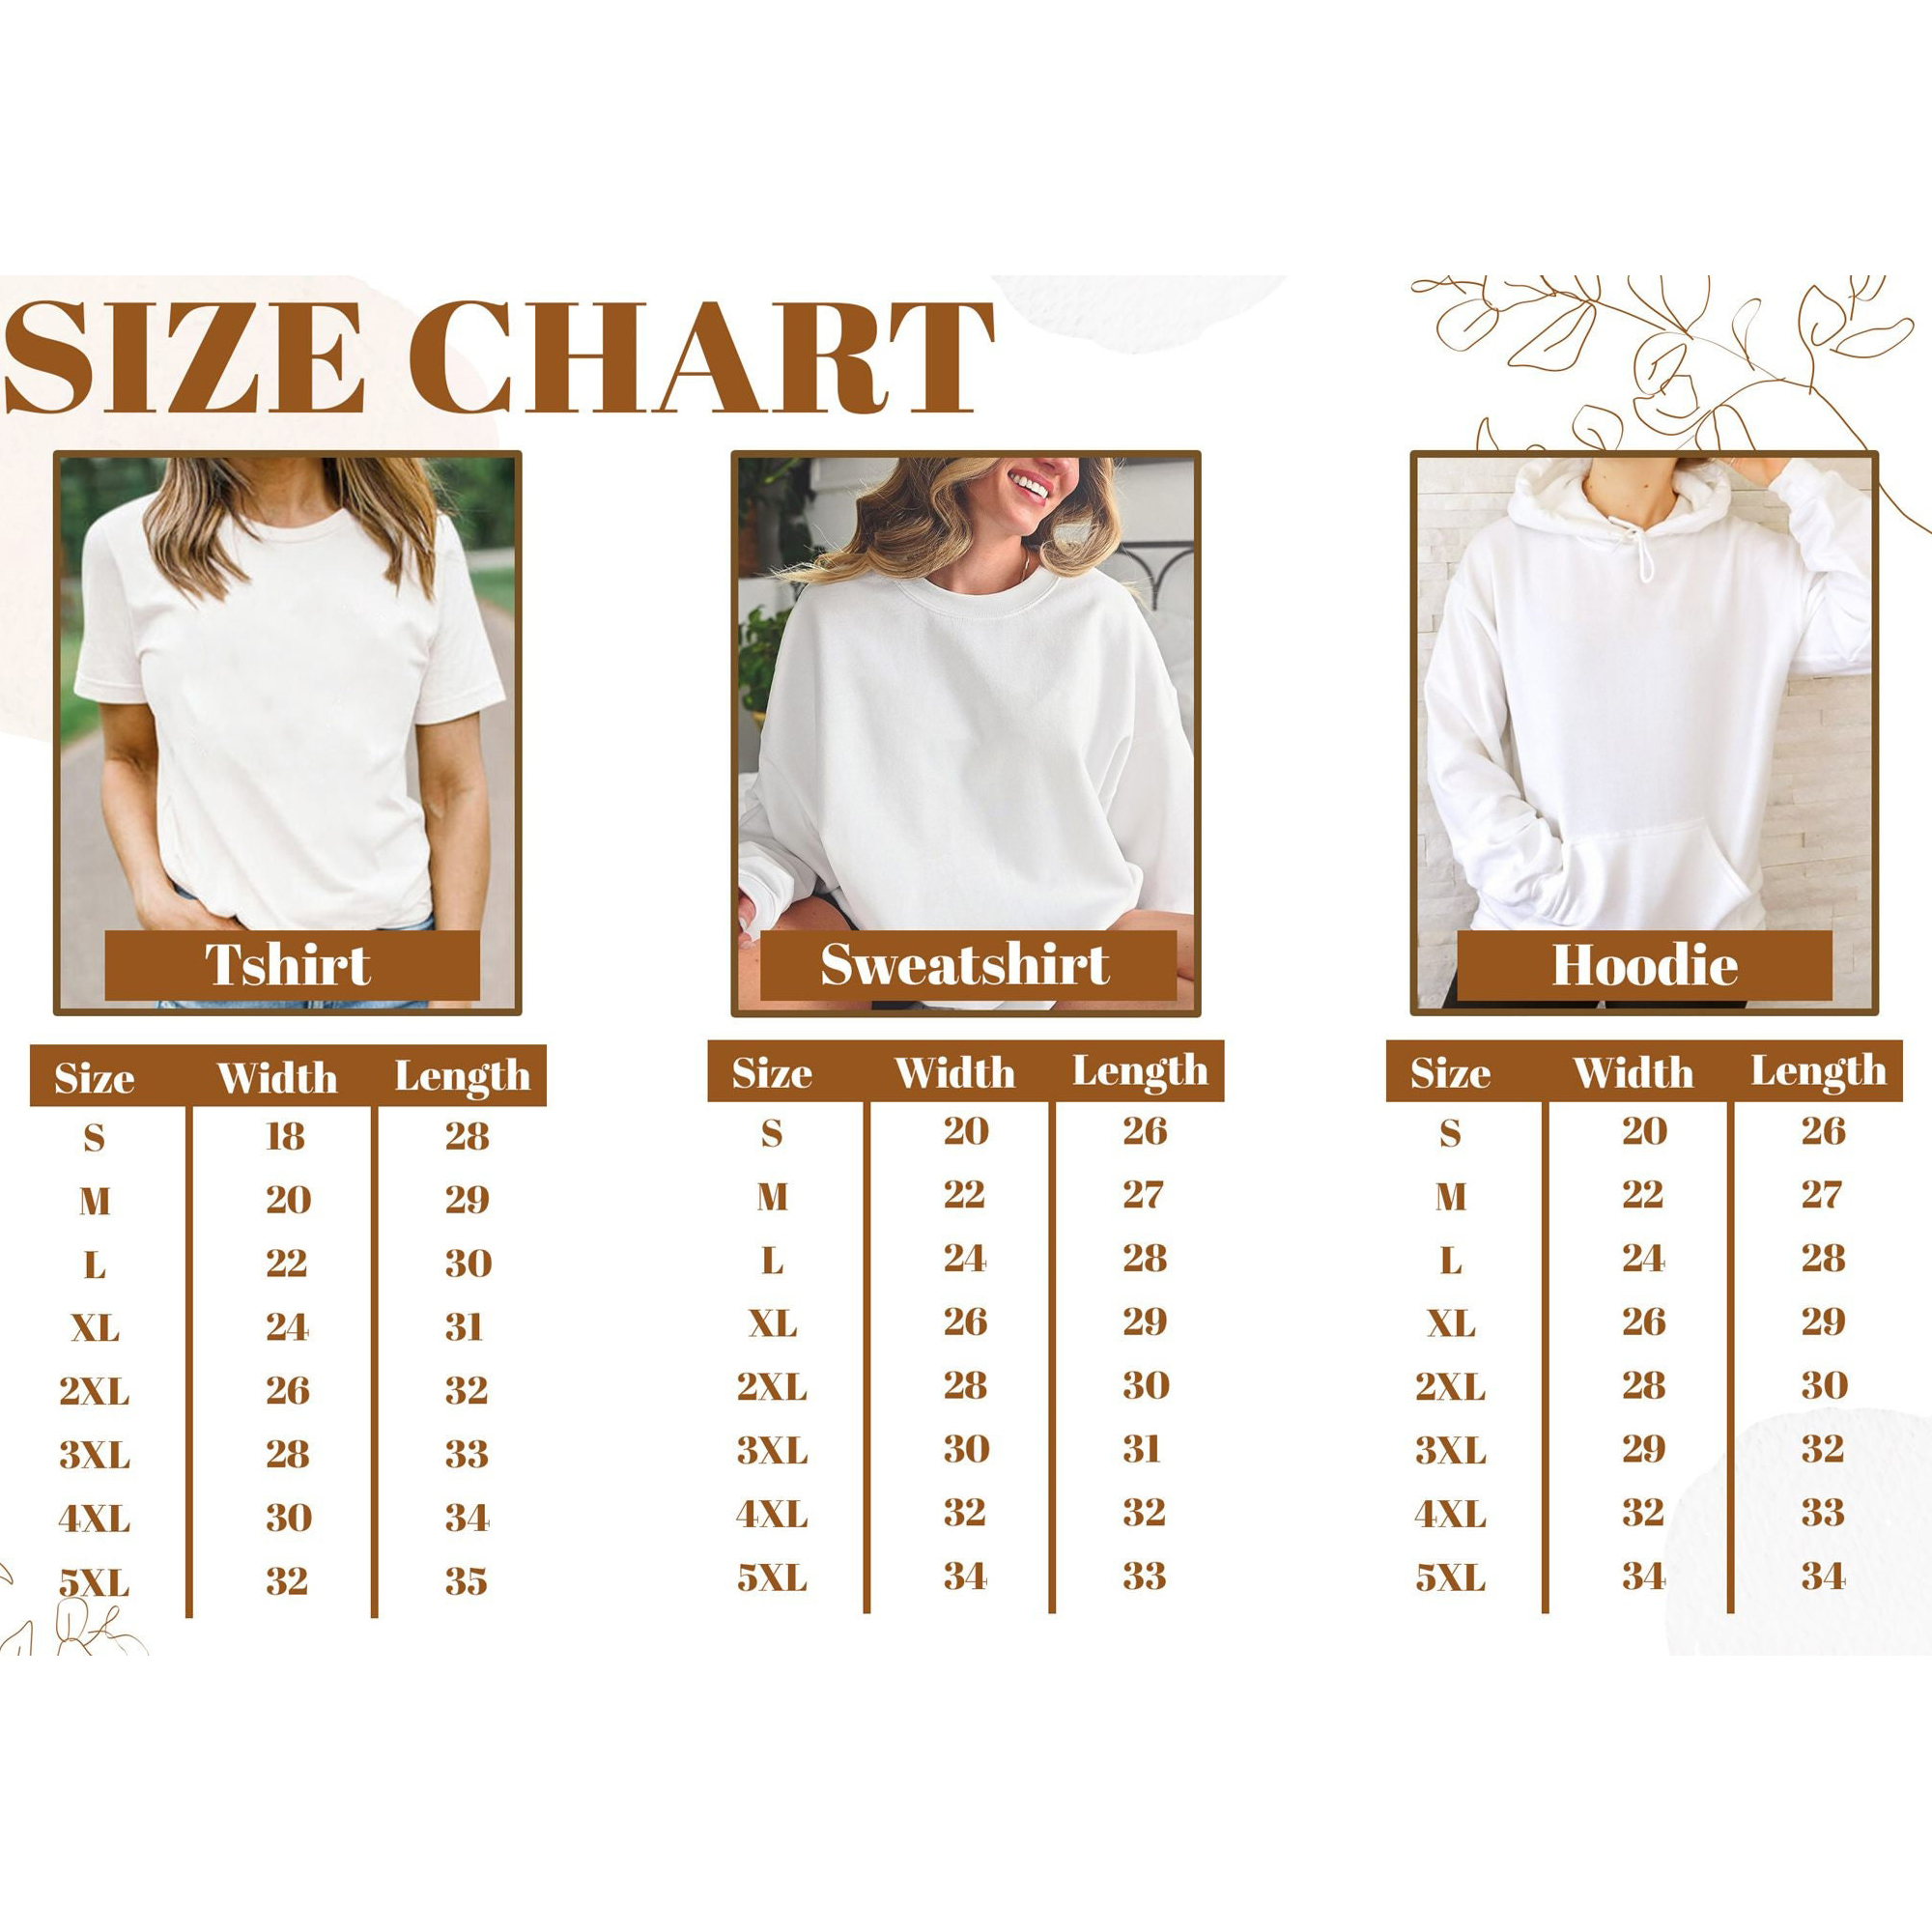 SIZE CHART
Tshirt
Size Width Length
S 18 28
M 20 29
L 22 30
XL 24 31
2XL 26 32
3XL 28 33
4XL 30 34
5XL 32 35
Sweatshirt
Size Width Length
S 20 26
M 22 27
L 24 28
XL 26 29
2XL 28 30
3XL 30 31
4XL 32 32
5XL 34 33
Hoodie
Size Width Length
S 20 26
M 22 27
L 24 28
XL 26 29
2XL 28 30
3XL 29 32
4XL 32 33
5XL 34 34